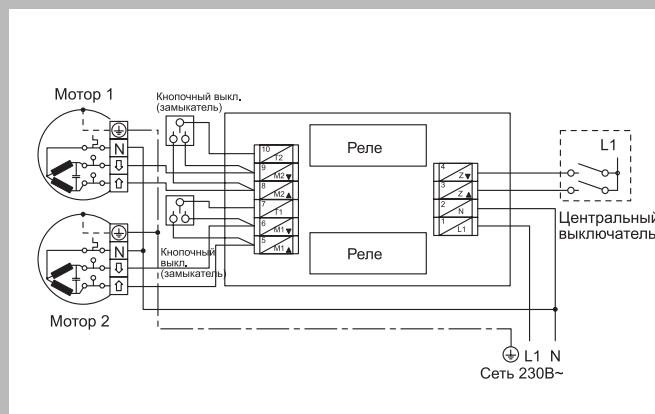 Мотор 1
N
Кнопочный выкл.
(замыкатель)
10
T2
9
M2▼
8
M2▲
7
T1
6
M1▼
5
M1▲
Реле
Реле
4
Z▼
3
Z▲
2
N
1
L1
L1
Центральный
выключатель
N
Кнопочный
выкл.
(замыкатель)
Мотор 2
L1 N
Сеть 230В~